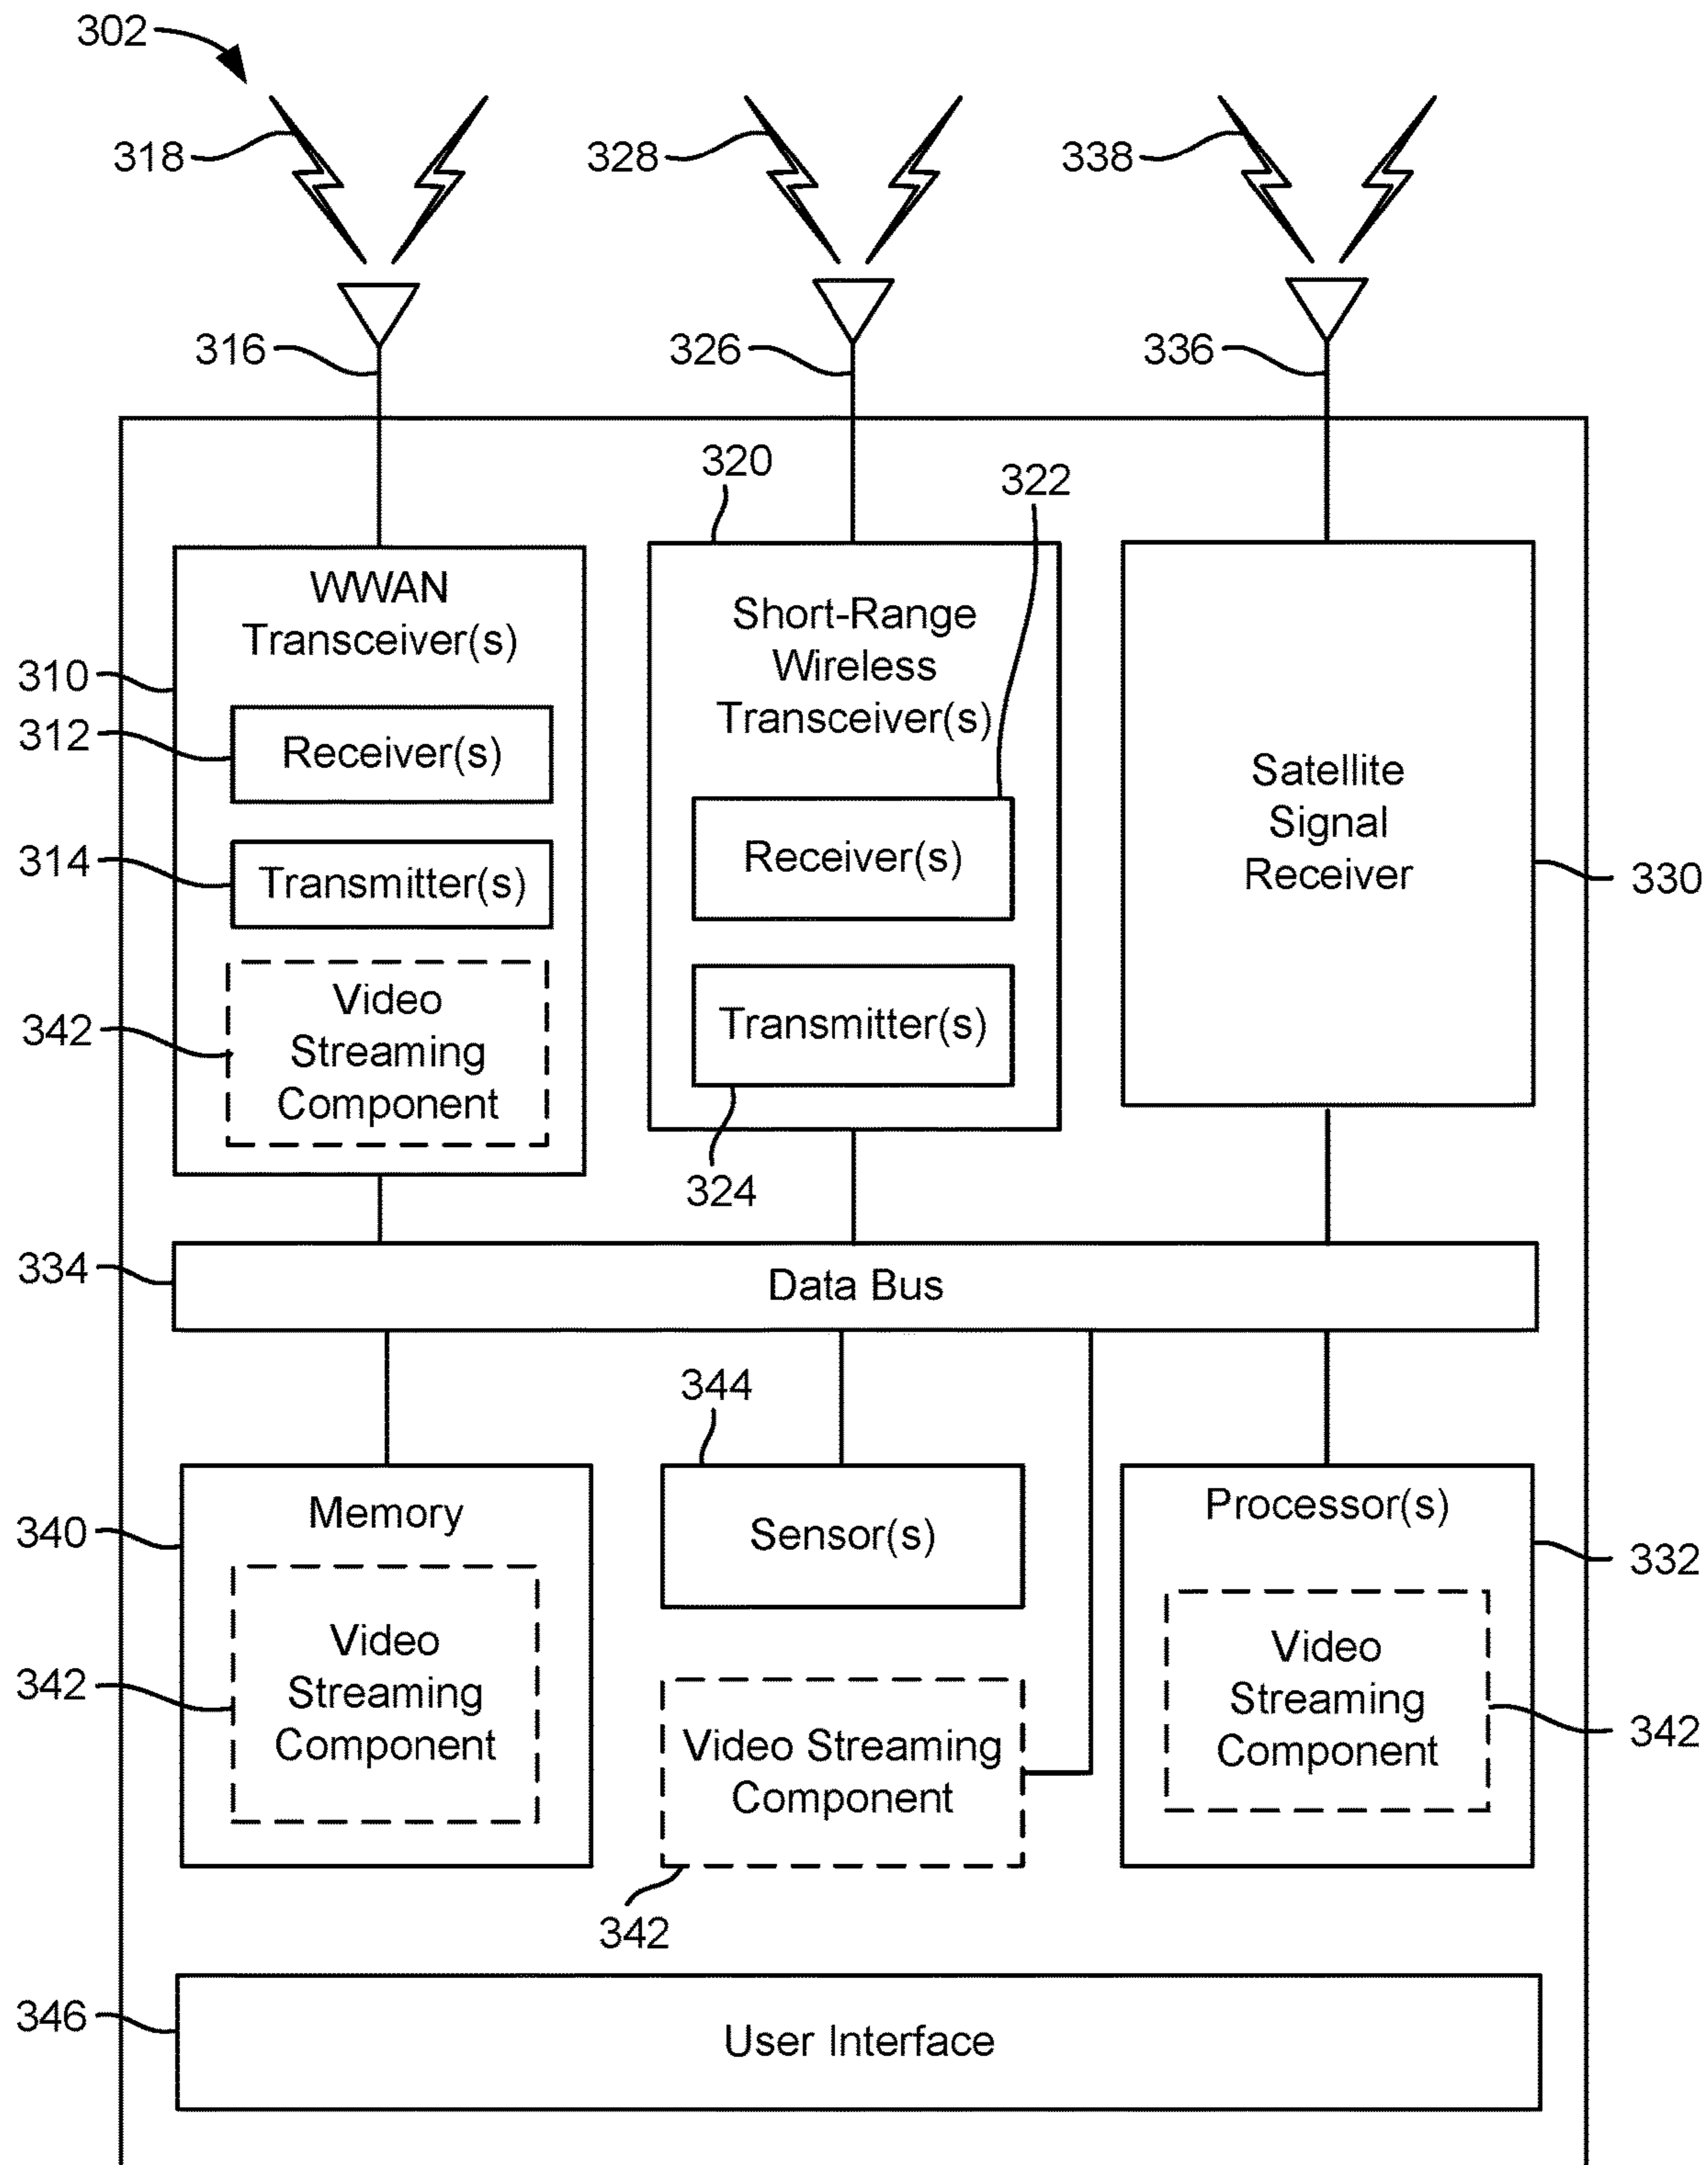 302
318
328
338
316
326
336
320
322
WWAN
Transceiver(s)
310
312
Receiver(s)
314
Transmitter(s)
342
Video
Streaming
Component
Short-Range
Wireless
Transceiver(s)
Receiver(s)
Transmitter(s)
324
Satellite
Signal
Receiver
330
334
Data Bus
344
340
Memory
342
Video
Streaming
Component
Sensor(s)
Video Streaming
Component
342
Processor(s)
332
Video
Streaming
Component
342
346
User Interface